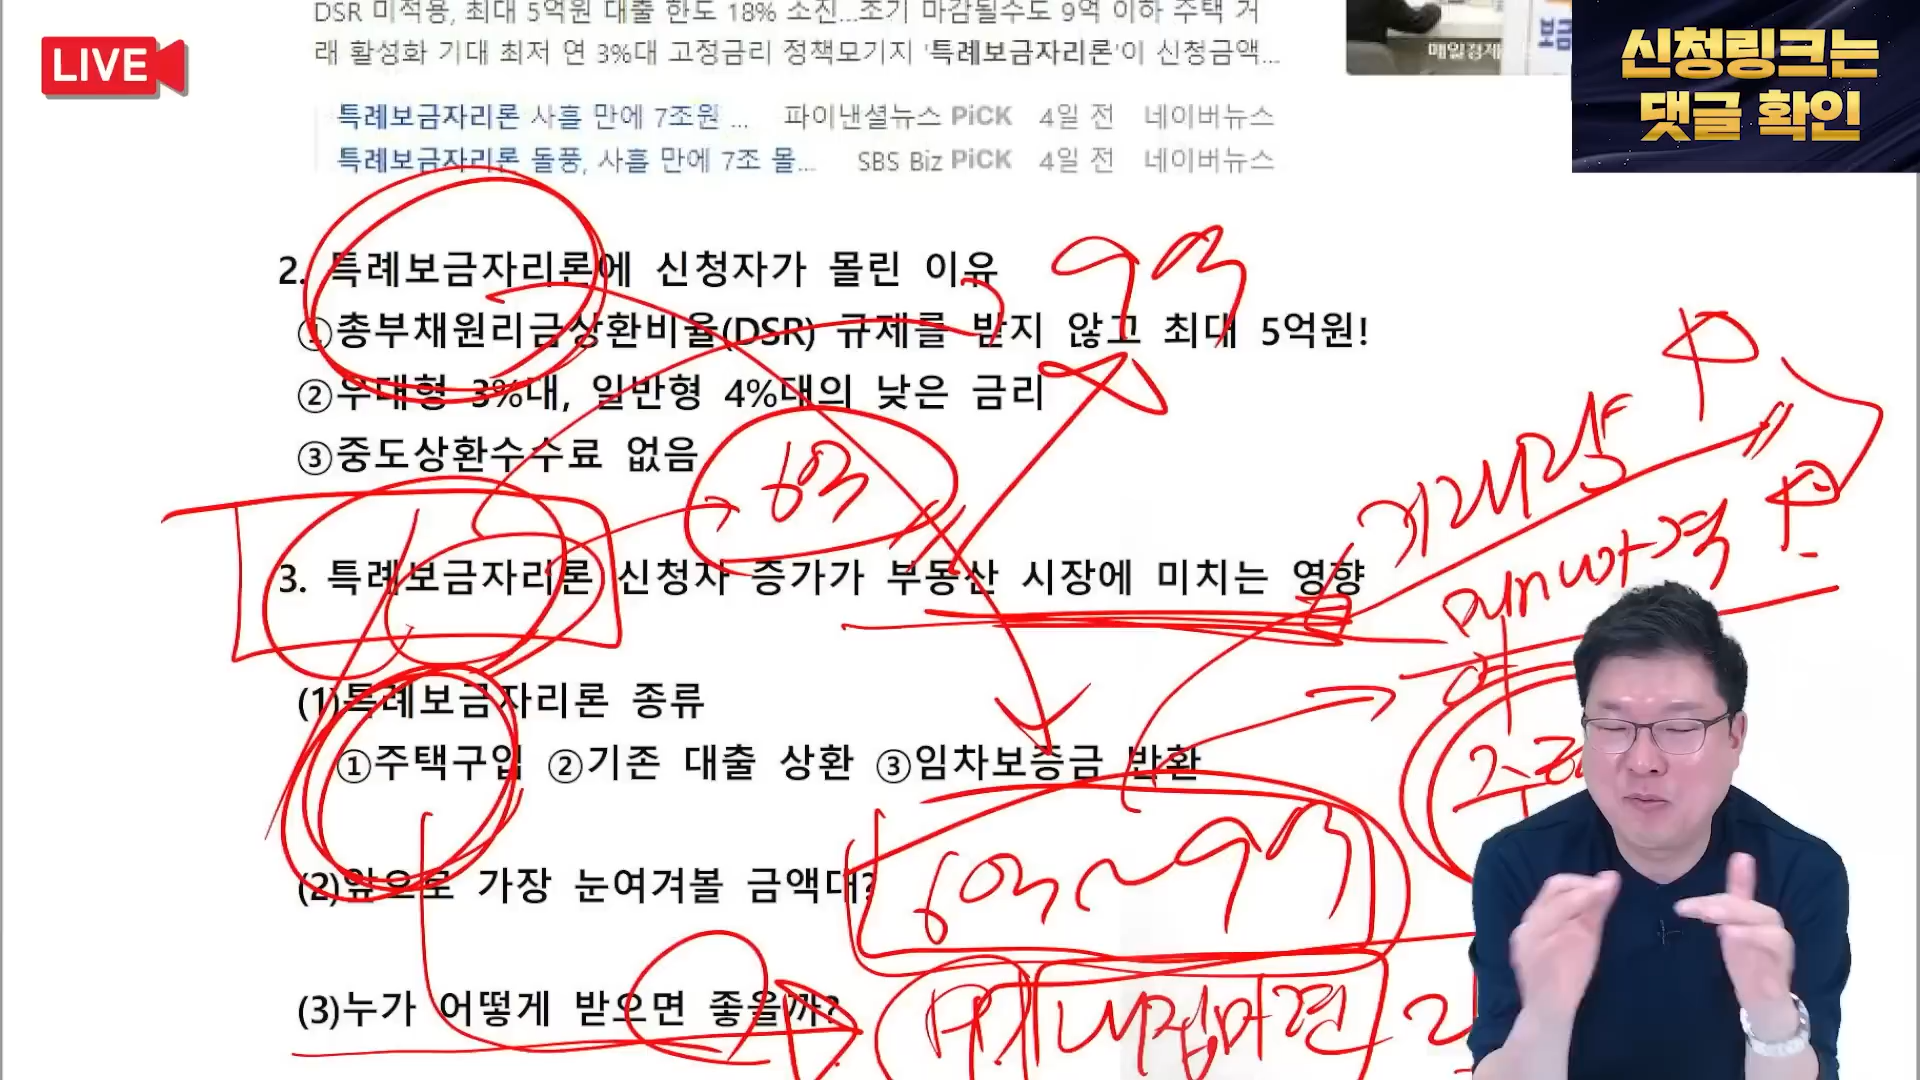 DSR 미적용, 최대 5억원 대출 한도 18% 소진...조기 마감될수도 9억 이하 주택 거
래 활성화 기대 최저 연 3%대 고정금리 정책모기지 '특례보금자리론'이 신청금액...
매일경제
LIVE
신청링크는
댓글 확인
특례보금자리론 사흘 만에 7조원 ... 파이낸셜뉴스 PiCK 4일 전 네이버뉴스
특례보금자리론 돌풍, 사흘 만에 7조 몰... SBS Biz PiCK 4일 전 네이버뉴스
2. 특례보금자리론에 신청자가 몰린 이유
9억
①총부채원리금상환비율(DSR) 규제를 받지 않고 최대 5억원!
②우대형 3%대, 일반형 4%대의 낮은 금리
③중도상환수수료 없음
6억
거래량
3. 특례보금자리론 신청자 증가가 부동산 시장에 미치는 영향
(1)특례보금자리론 종류
①주택구입 ②기존 대출 상환 ③임차보증금 반환
(2)앞으로 가장 눈여겨볼 금액대?
6억~9억
(3)누가 어떻게 받으면 좋을까?
내집마련